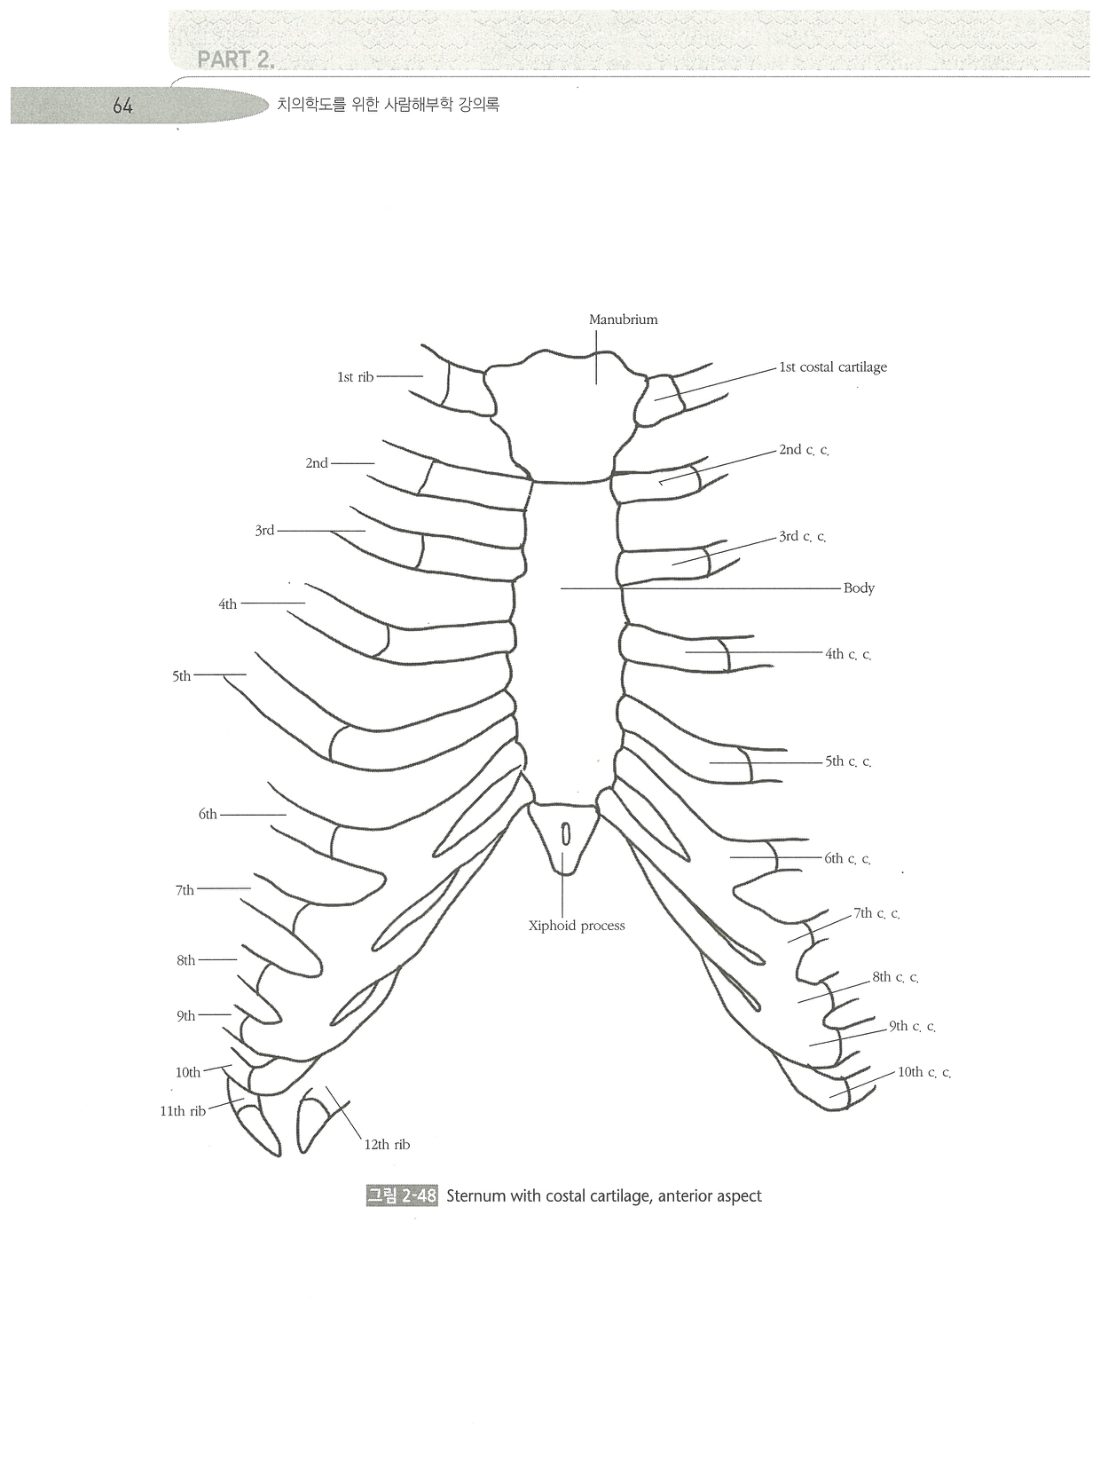 PART 2.
64
치의학도를 위한 사람해부학 강의록
Manubrium
1st rib
1st costal cartilage
2nd
2nd c. c.
3rd
3rd c. c.
Body
4th
4th c. c.
5th
5th c. c.
6th
6th c. c.
7th
7th c. c.
Xiphoid process
8th
8th c. c.
9th
9th c. c.
10th
10th c. c.
11th rib
12th rib
그림 2-48 Sternum with costal cartilage, anterior aspect